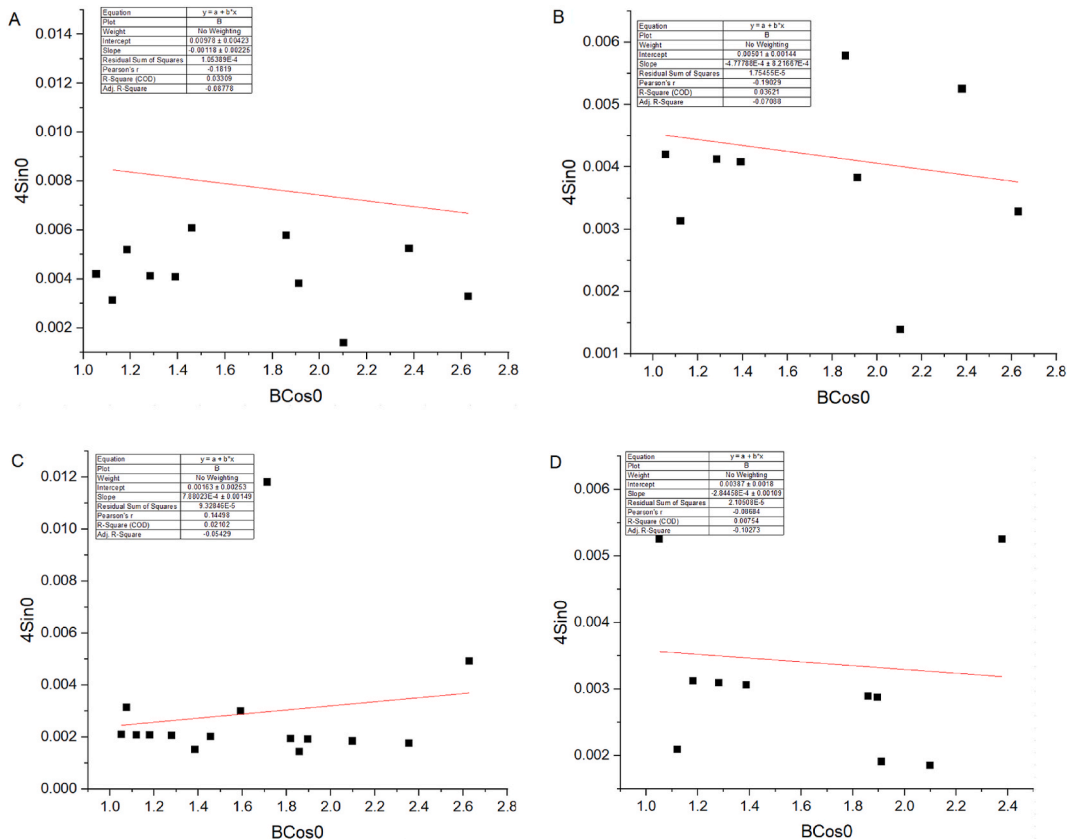 A
Equation y = a + b*x
Plot B
Weight No Weighting
Intercept 0.00978 ± 0.00423
Slope -0.00118 ± 0.00225
Residual Sum of Squares 1.05389E-4
Pearson's r -0.1819
R-Square (COD) 0.03309
Adj. R-Square -0.08778
0.014
0.012
0.010
0.008
0.006
0.004
0.002
4Sin0
1.0 1.2 1.4 1.6 1.8 2.0 2.2 2.4 2.6 2.8
BCos0
B
Equation y = a + b*x
Plot B
Weight No Weighting
Intercept 0.00501 ± 0.00144
Slope -4.77788E-4 ± 8.21667E-4
Residual Sum of Squares 1.75455E-5
Pearson's r -0.19029
R-Square (COD) 0.03621
Adj. R-Square -0.07088
0.006
0.005
0.004
0.003
0.002
0.001
4Sin0
1.0 1.2 1.4 1.6 1.8 2.0 2.2 2.4 2.6 2.8
BCos0
C
Equation y = a + b*x
Plot B
Weight No Weighting
Intercept 0.00163 ± 0.00253
Slope 7.88023E-4 ± 0.00149
Residual Sum of Squares 9.32846E-5
Pearson's r 0.14498
R-Square (COD) 0.02102
Adj. R-Square -0.05429
0.012
0.010
0.008
0.006
0.004
0.002
0.000
4Sin0
1.0 1.2 1.4 1.6 1.8 2.0 2.2 2.4 2.6 2.8
BCos0
D
Equation y = a + b*x
Plot B
Weight No Weighting
Intercept 0.00387 ± 0.0018
Slope -2.84458E-4 ± 0.00109
Residual Sum of Squares 2.10508E-5
Pearson's r -0.08684
R-Square (COD) 0.00754
Adj. R-Square -0.10273
0.006
0.005
0.004
0.003
0.002
4Sin0
1.0 1.2 1.4 1.6 1.8 2.0 2.2 2.4
BCos0